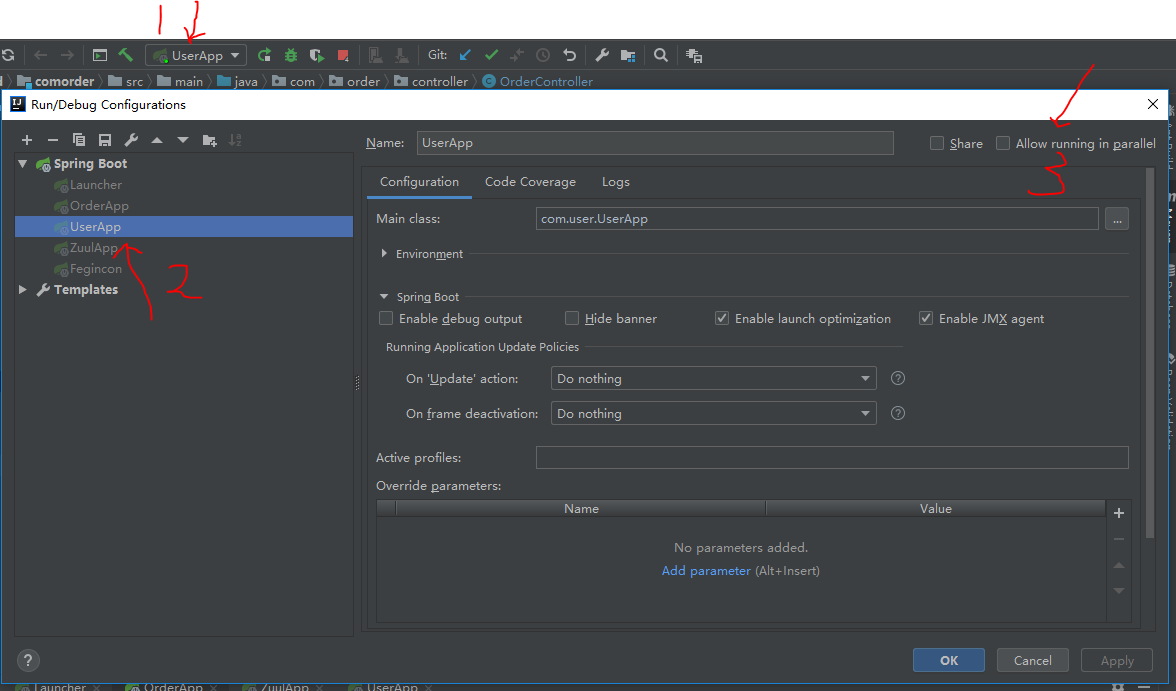 1
UserApp
Git:
comorder
src
main
java
com
order
controller
OrderController
Run/Debug Configurations
Name:
UserApp
Share
Allow running in parallel
3
Spring Boot
Launcher
OrderApp
UserApp
ZuulApp
Fegincon
Templates
2
Configuration
Code Coverage
Logs
Main class:
com.user.UserApp
...
Environment
Spring Boot
Enable debug output
Hide banner
Enable launch optimization
Enable JMX agent
Running Application Update Policies
On 'Update' action:
Do nothing
?
On frame deactivation:
Do nothing
?
Active profiles:
Override parameters:
Name
Value
No parameters added.
Add parameter (Alt+Insert)
?
OK
Cancel
Apply
Launcher
OrderApp
ZuulApp
UserApp